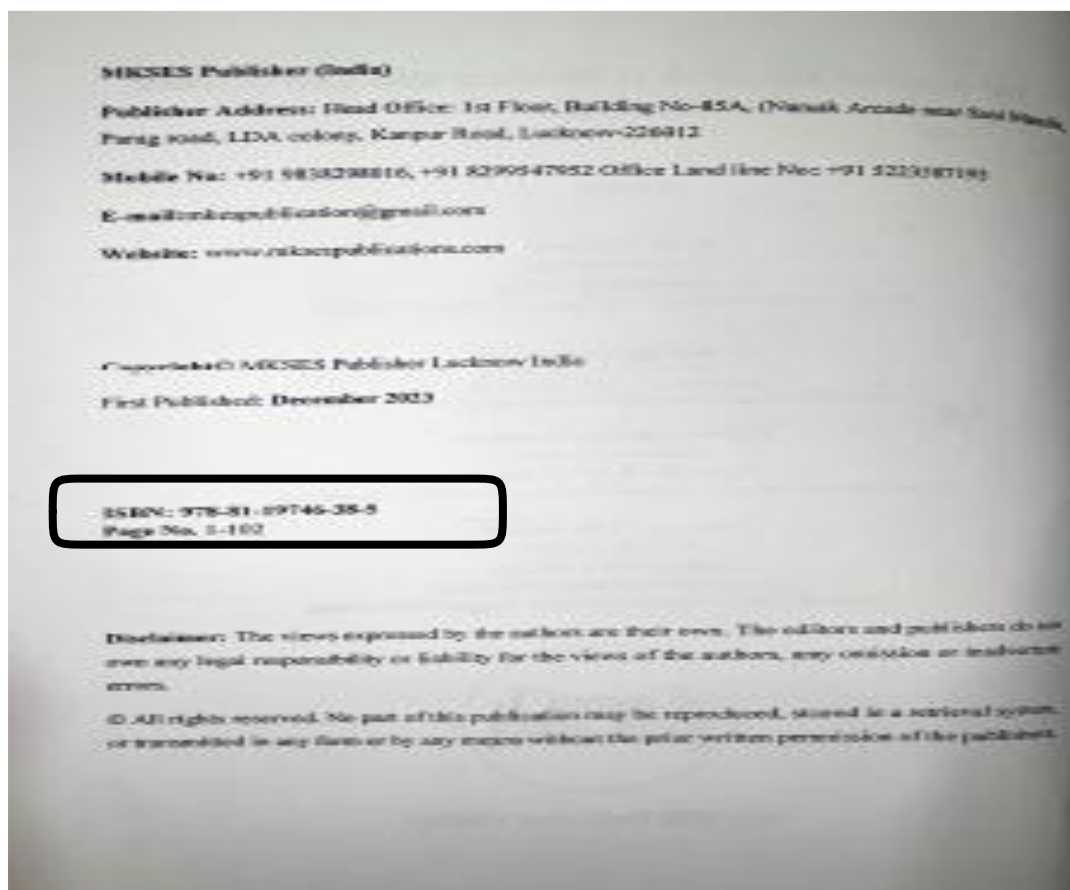 MKSES Publisher (India)
Publisher Address: Head Office: 1st Floor, Building No-85A, (Nanak Arcade near
Parag road, LDA colony, Kanpur Road, Lucknow-226012
Mobile No: +91 9838298016, +91 8299547952 Office Land line No: +91 5223587193
E-mail:
Website:
Copyright© MKSES Publisher Lucknow India
First Published: December 2023
ISBN: 978-81-19746-38-5
Page No. 1-102
Disclaimer: The views expressed by the authors are their own. The editors and publishers do not
own any legal responsibility or liability for the views of the authors, any omission or inadvertent
errors.
© All rights reserved. No part of this publication may be reproduced, stored in a retrieval system,
or transmitted in any form or by any means without the prior written permission of the publisher.